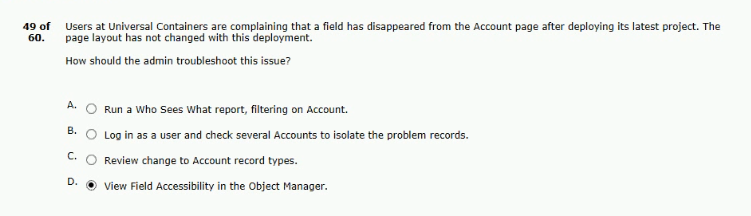 49 of Users at Universal Containers are complaining that a field has disappeared from the Account page after deploying its latest project. The
60. page layout has not changed with this deployment.
How should the admin troubleshoot this issue?
A. Run a Who Sees What report, filtering on Account.
B. Log in as a user and check several Accounts to isolate the problem records.
C. Review change to Account record types.
D. View Field Accessibility in the Object Manager.